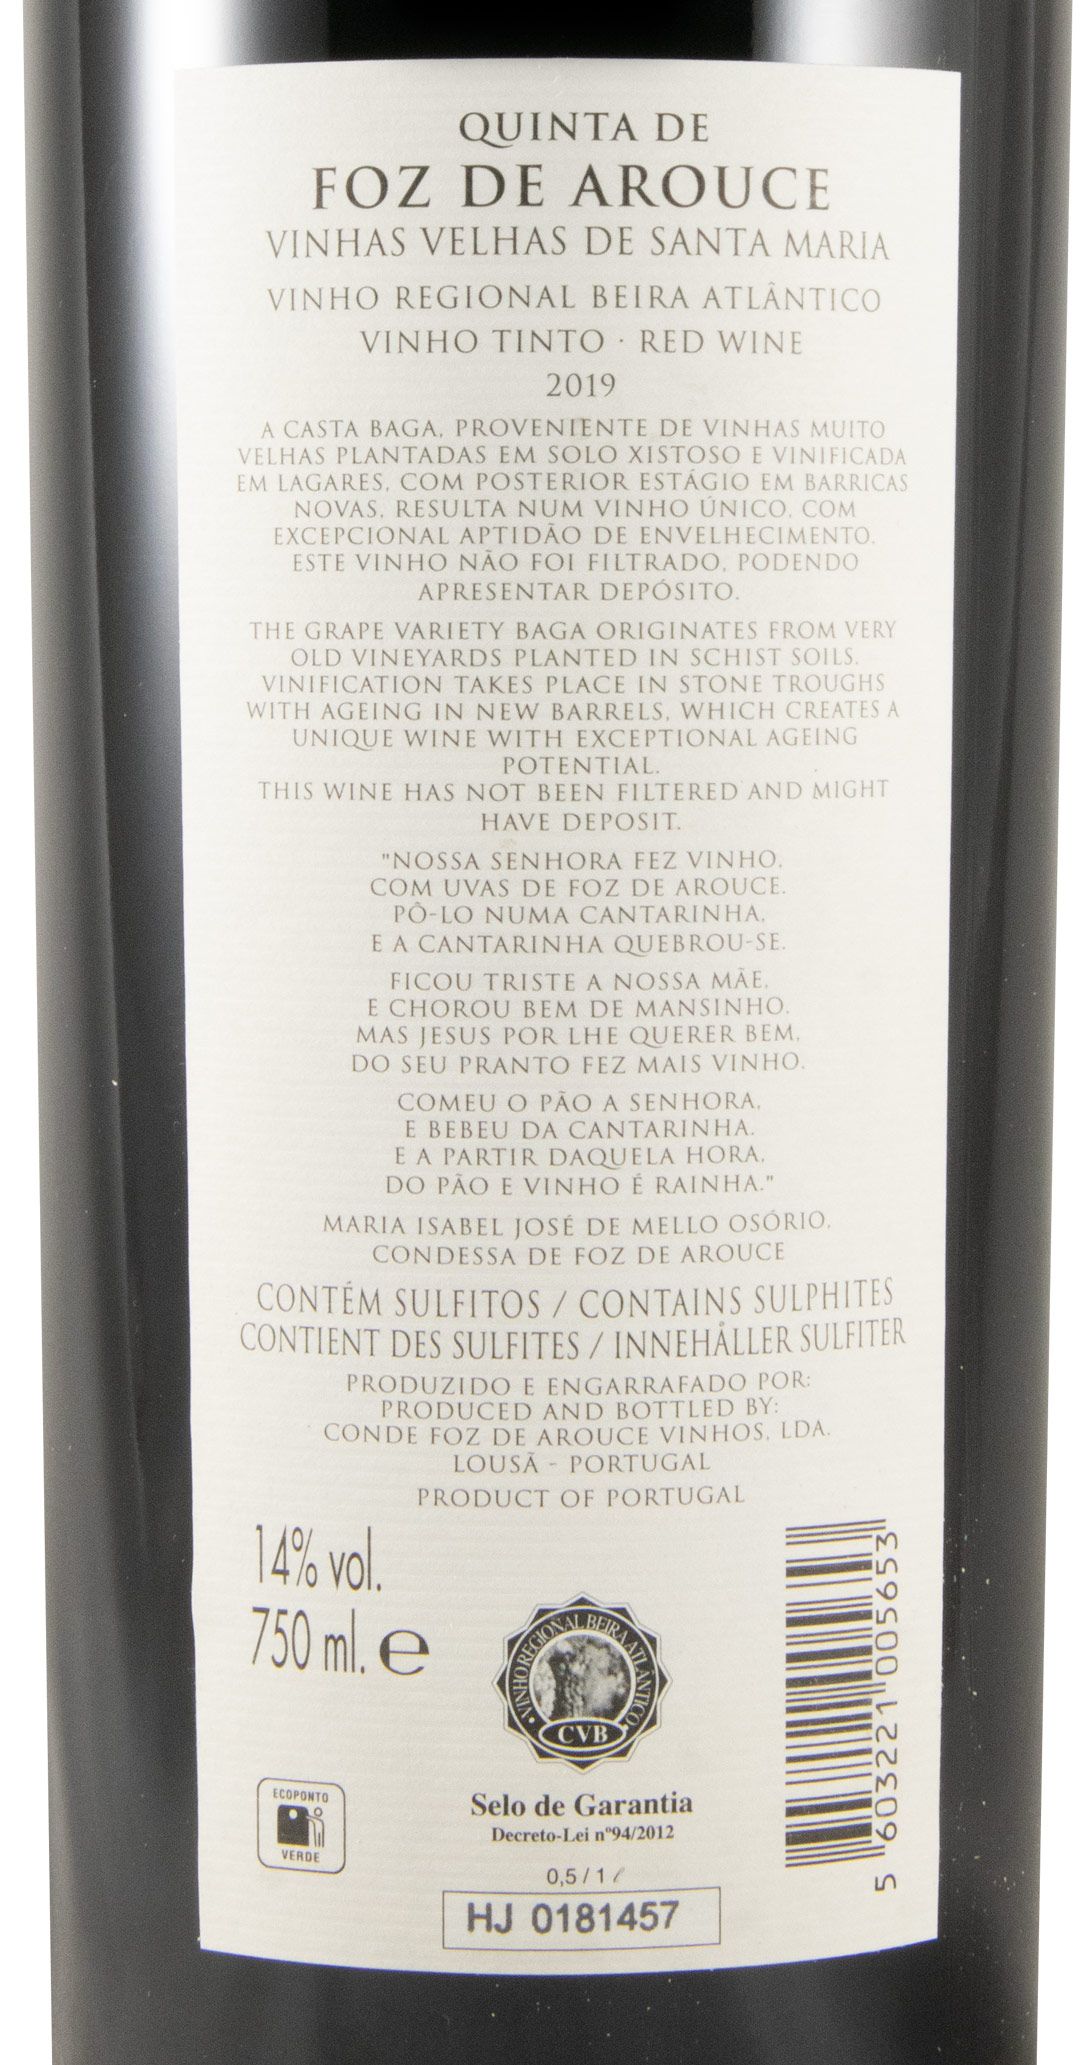 QUINTA DE
FOZ DE AROUCE
VINHAS VELHAS DE SANTA MARIA
VINHO REGIONAL BEIRA ATLÂNTICO
VINHO TINTO · RED WINE
2019
A CASTA BAGA, PROVENIENTE DE VINHAS MUITO
VELHAS PLANTADAS EM SOLO XISTOSO E VINIFICADA
EM LAGARES, COM POSTERIOR ESTÁGIO EM BARRICAS
NOVAS, RESULTA NUM VINHO ÚNICO, COM
EXCEPCIONAL APTIDÃO DE ENVELHECIMENTO.
ESTE VINHO NÃO FOI FILTRADO, PODENDO
APRESENTAR DEPÓSITO.
THE GRAPE VARIETY BAGA ORIGINATES FROM VERY
OLD VINEYARDS PLANTED IN SCHIST SOILS.
VINIFICATION TAKES PLACE IN STONE TROUGHS
WITH AGEING IN NEW BARRELS, WHICH CREATES A
UNIQUE WINE WITH EXCEPTIONAL AGEING
POTENTIAL.
THIS WINE HAS NOT BEEN FILTERED AND MIGHT
HAVE DEPOSIT.
"NOSSA SENHORA FEZ VINHO,
COM UVAS DE FOZ DE AROUCE.
PÔ-LO NUMA CANTARINHA,
E A CANTARINHA QUEBROU-SE.
FICOU TRISTE A NOSSA MÃE,
E CHOROU BEM DE MANSINHO.
MAS JESUS POR LHE QUERER BEM,
DO SEU PRANTO FEZ MAIS VINHO.
COMEU O PÃO A SENHORA,
E BEBEU DA CANTARINHA.
E A PARTIR DAQUELA HORA,
DO PÃO E VINHO É RAINHA."
MARIA ISABEL JOSÉ DE MELLO OSÓRIO,
CONDESSA DE FOZ DE AROUCE
CONTÉM SULFITOS / CONTAINS SULPHITES
CONTIENT DES SULFITES / INNEHÅLLER SULFITER
PRODUZIDO E ENGARRAFADO POR:
PRODUCED AND BOTTLED BY:
CONDE FOZ DE AROUCE VINHOS, LDA.
LOUSÃ - PORTUGAL
PRODUCT OF PORTUGAL
14% vol.
750 ml. e
VINHO REGIONAL BEIRA ATLÂNTICO
CVB
Selo de Garantia
Decreto-Lei nº94/2012
0,5 / 1 ℓ
HJ 0181457
ECOPONTO
VERDE
5 603221 005653